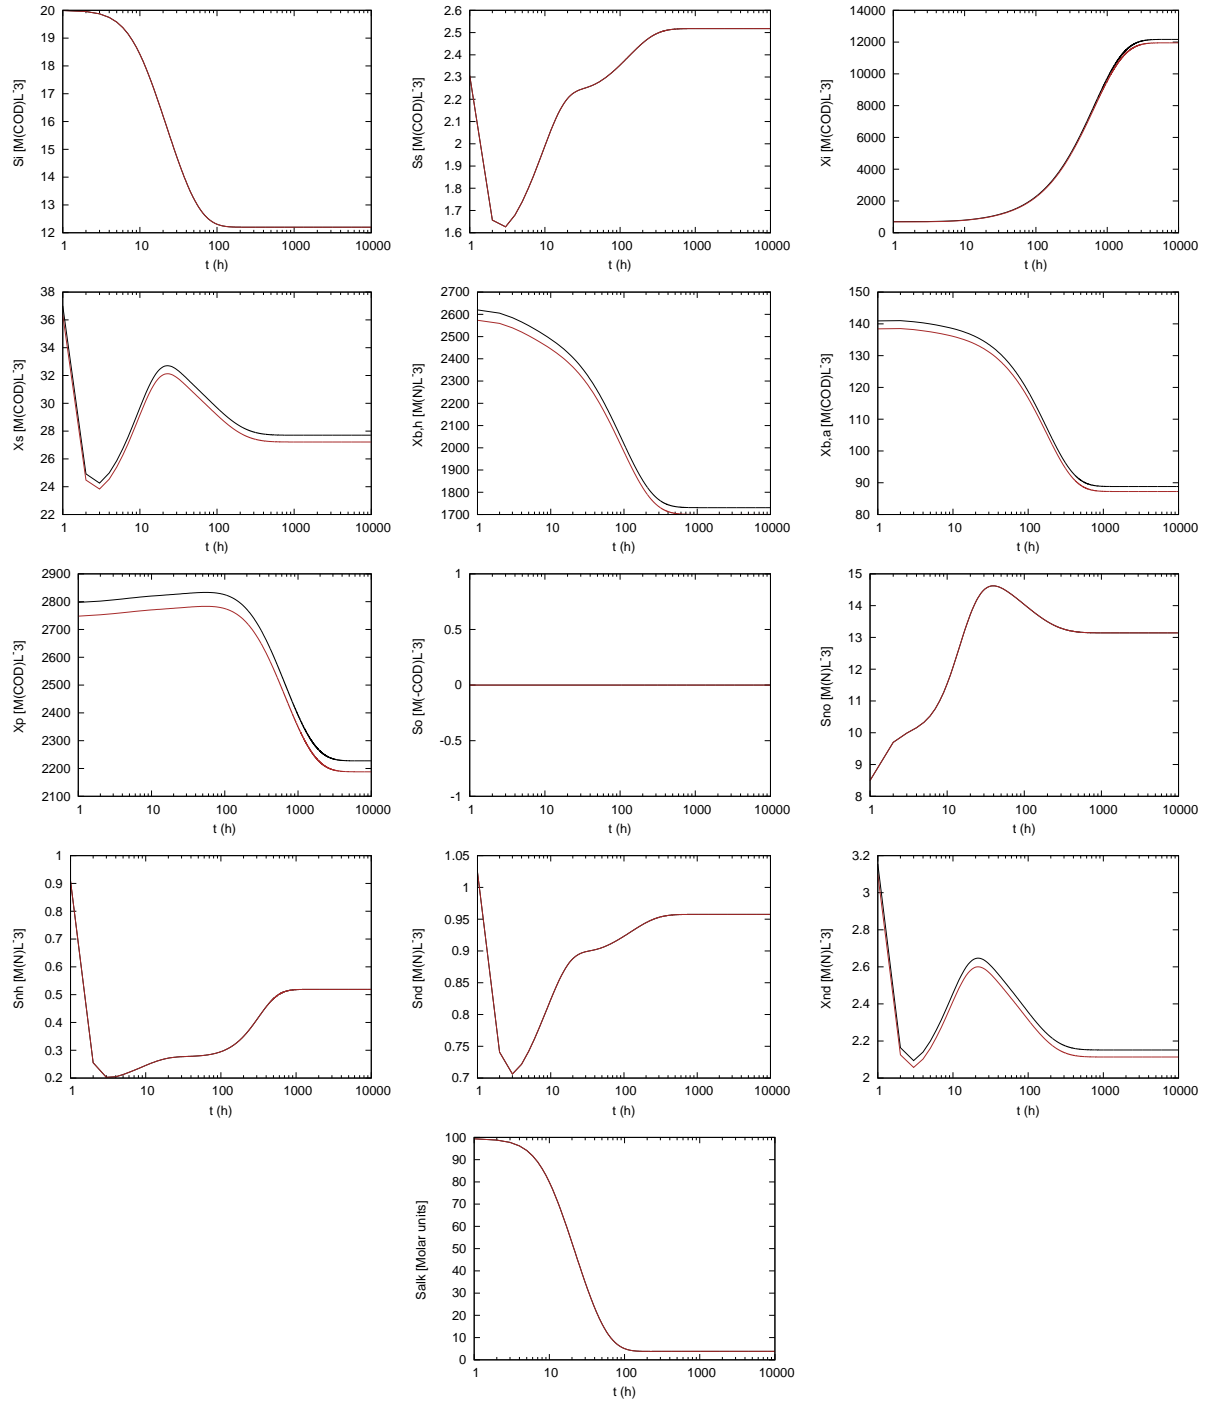 20
19
18
17
16
15
14
13
12
Si [M(COD)L^-3]
1 10 100 1000 10000
t (h)
2.6
2.5
2.4
2.3
2.2
2.1
2
1.9
1.8
1.7
1.6
Ss [M(COD)L^-3]
1 10 100 1000 10000
t (h)
14000
12000
10000
8000
6000
4000
2000
0
Xi [M(COD)L^-3]
1 10 100 1000 10000
t (h)
38
36
34
32
30
28
26
24
22
Xs [M(COD)L^-3]
1 10 100 1000 10000
t (h)
2700
2600
2500
2400
2300
2200
2100
2000
1900
1800
1700
Xb,h [M(N)L^-3]
1 10 100 1000 10000
t (h)
150
140
130
120
110
100
90
80
Xb,a [M(COD)L^-3]
1 10 100 1000 10000
t (h)
2900
2800
2700
2600
2500
2400
2300
2200
2100
Xp [M(COD)L^-3]
1 10 100 1000 10000
t (h)
1
0.5
0
-0.5
-1
So [M(-COD)L^-3]
1 10 100 1000 10000
t (h)
15
14
13
12
11
10
9
8
Sno [M(N)L^-3]
1 10 100 1000 10000
t (h)
1
0.9
0.8
0.7
0.6
0.5
0.4
0.3
0.2
Snh [M(N)L^-3]
1 10 100 1000 10000
t (h)
1.05
1
0.95
0.9
0.85
0.8
0.75
0.7
Snd [M(N)L^-3]
1 10 100 1000 10000
t (h)
3.2
3
2.8
2.6
2.4
2.2
2
Xnd [M(N)L^-3]
1 10 100 1000 10000
t (h)
100
90
80
70
60
50
40
30
20
10
0
Salk [Molar units]
1 10 100 1000 10000
t (h)